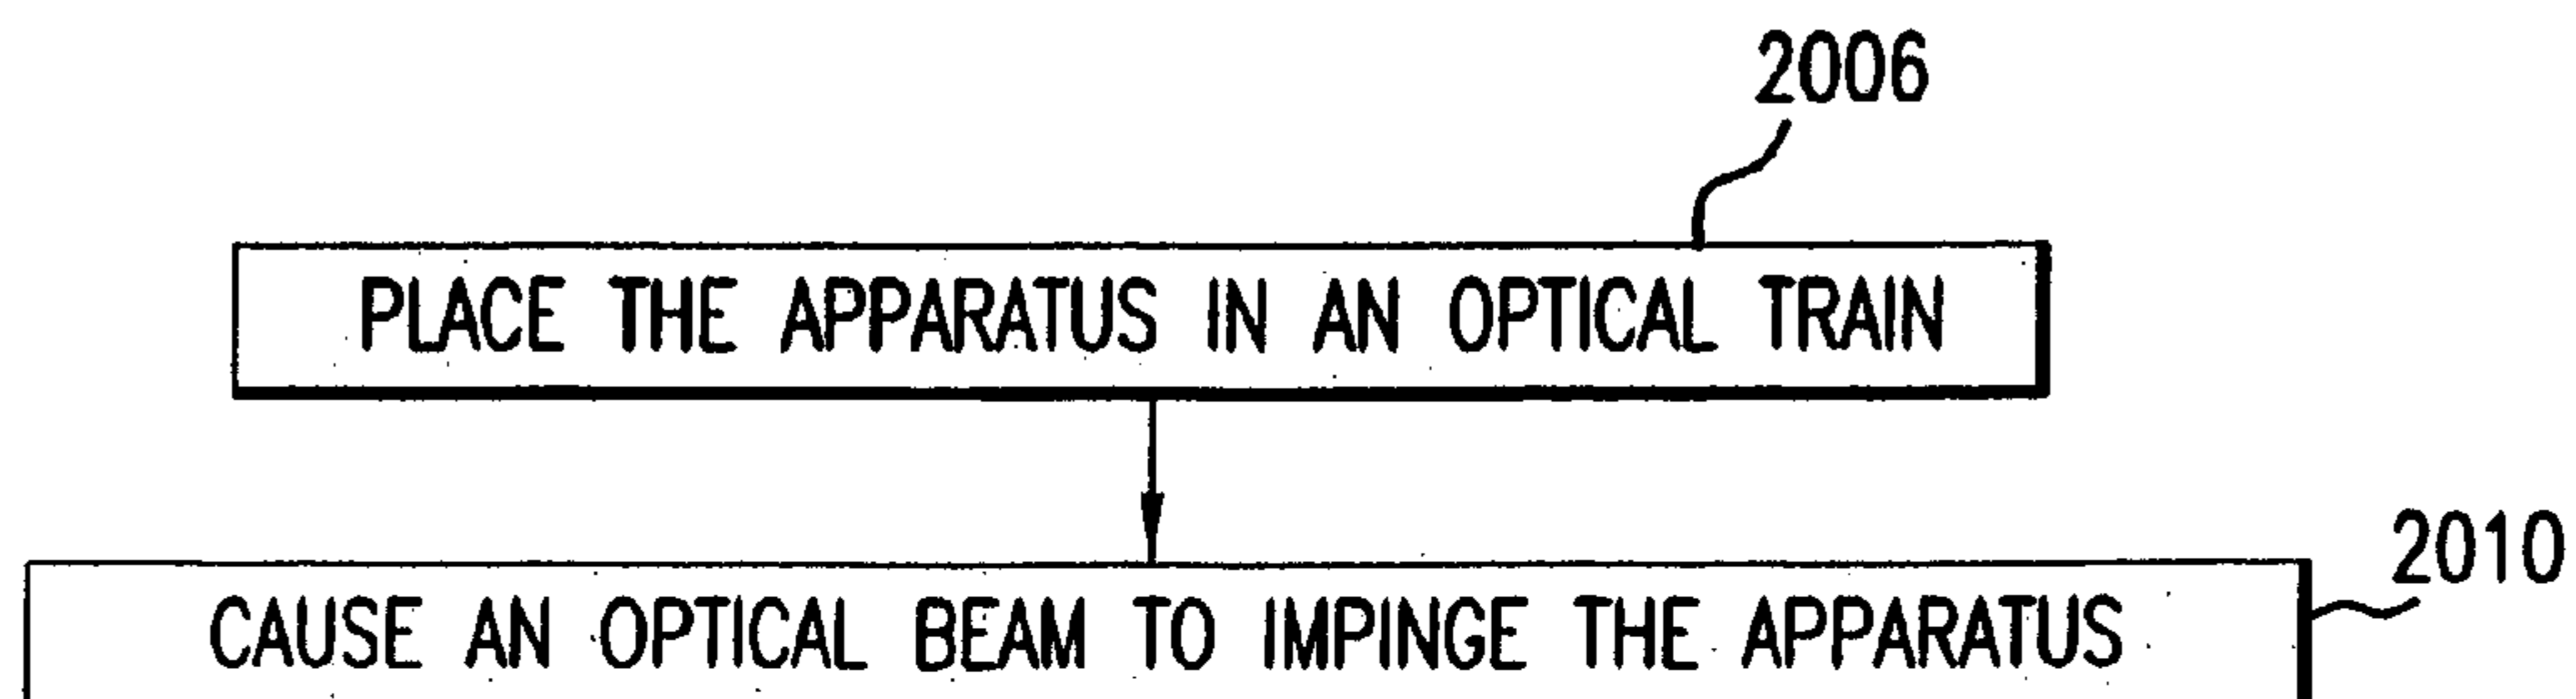 2006
PLACE THE APPARATUS IN AN OPTICAL TRAIN
2010
CAUSE AN OPTICAL BEAM TO IMPINGE THE APPARATUS